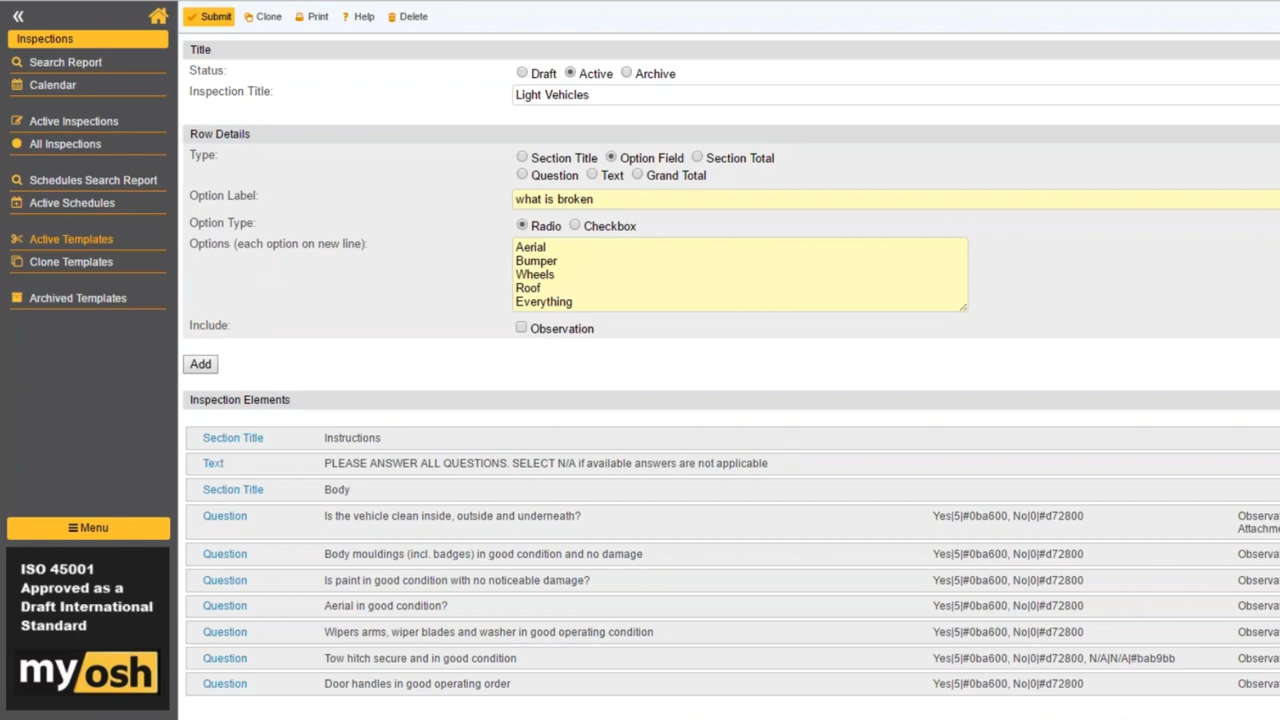 Inspections
Search Report
Calendar
Active Inspections
All Inspections
Schedules Search Report
Active Schedules
Active Templates
Clone Templates
Archived Templates
Menu
ISO 45001
Approved as a
Draft International
Standard
myosh
Submit Clone Print ? Help Delete
Title
Status: Draft Active Archive
Inspection Title: Light Vehicles
Row Details
Type: Section Title Option Field Section Total
Question Text Grand Total
Option Label: what is broken
Option Type: Radio Checkbox
Options (each option on new line): Aerial
Bumper
Wheels
Roof
Everything
Include: Observation
Add
Inspection Elements
Section Title Instructions
Text PLEASE ANSWER ALL QUESTIONS. SELECT N/A if available answers are not applicable
Section Title Body
Question Is the vehicle clean inside, outside and underneath? Yes|5|#0ba600, No|0|#d72800 Observa
Attachme
Question Body mouldings (incl. badges) in good condition and no damage Yes|5|#0ba600, No|0|#d72800 Observa
Question Is paint in good condition with no noticeable damage? Yes|5|#0ba600, No|0|#d72800 Observa
Question Aerial in good condition? Yes|5|#0ba600, No|0|#d72800 Observa
Question Wipers arms, wiper blades and washer in good operating condition Yes|5|#0ba600, No|0|#d72800 Observa
Question Tow hitch secure and in good condition Yes|5|#0ba600, No|0|#d72800, N/A|N/A|#bab9bb Observa
Question Door handles in good operating order Yes|5|#0ba600, No|0|#d72800 Observa